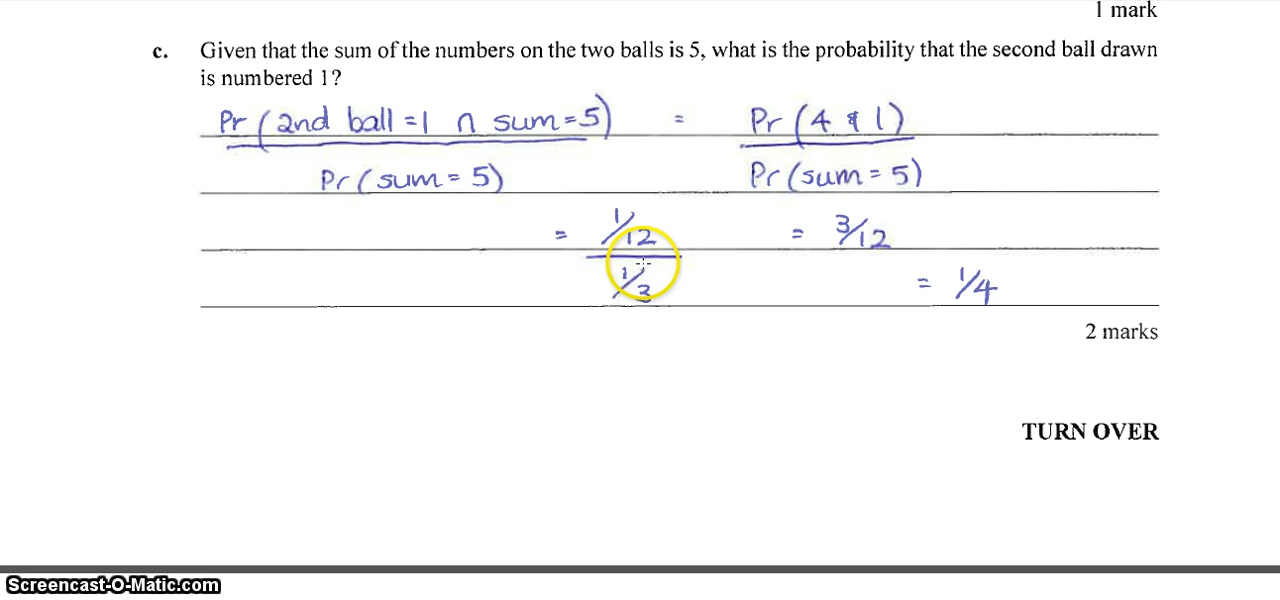 1 mark
c. Given that the sum of the numbers on the two balls is 5, what is the probability that the second ball drawn
is numbered 1?
Pr (2nd ball = 1 ∩ sum = 5) = Pr (4 & 1)
Pr (sum = 5) Pr (sum = 5)
= 1/12 = 3/12
1/3 = 1/4
2 marks
TURN OVER
Screencast-O-Matic.com